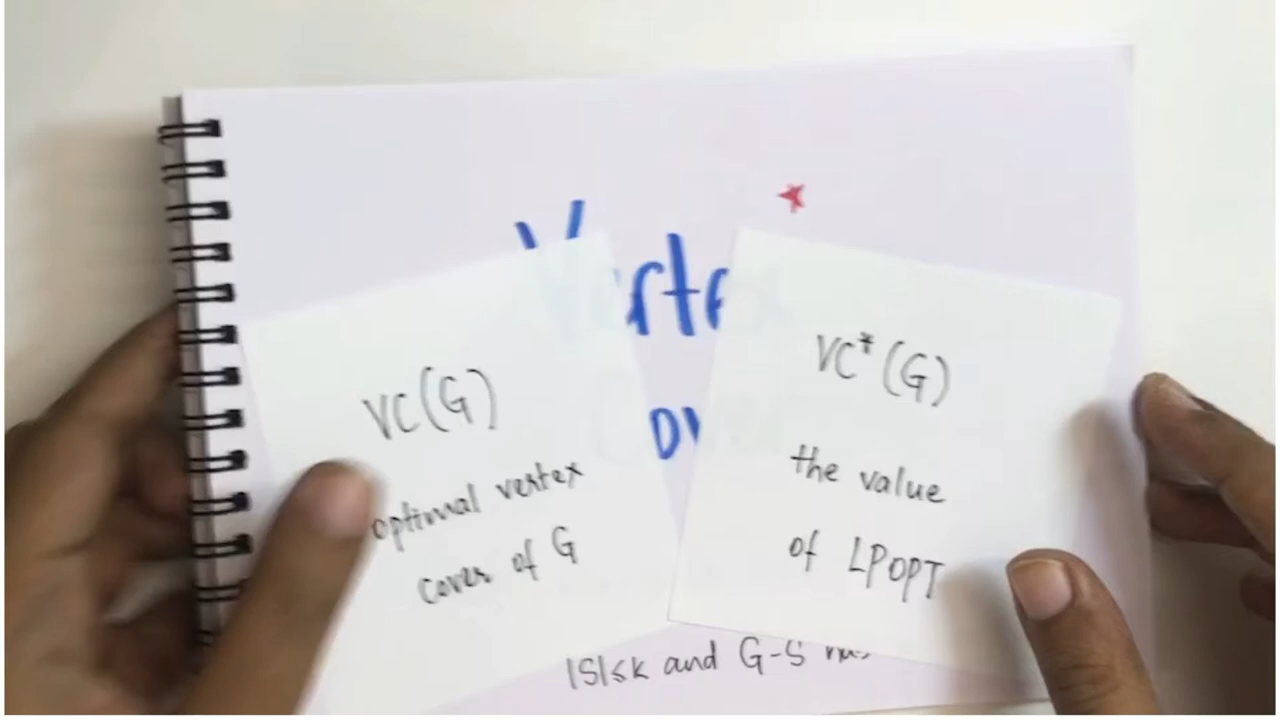 VC(G)
optimal vertex
cover of G
VC*(G)
the value
of LPOPT
|S|≤k and G-S